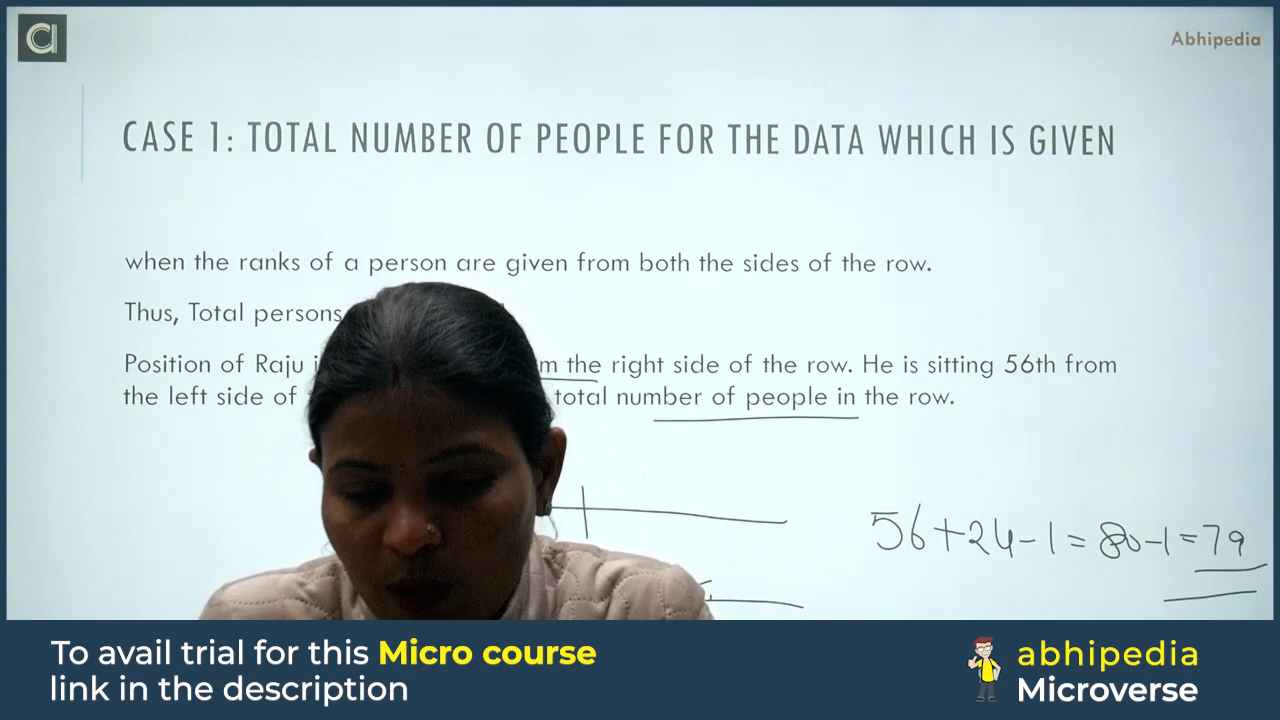 Abhipedia
CASE 1: TOTAL NUMBER OF PEOPLE FOR THE DATA WHICH IS GIVEN
when the ranks of a person are given from both the sides of the row.
Thus, Total persons
Position of Raju the right side of the row. He is sitting 56th from
the left side of total number of people in the row.
56+24-1=80-1=79
To avail trial for this Micro course
link in the description
abhipedia
Microverse